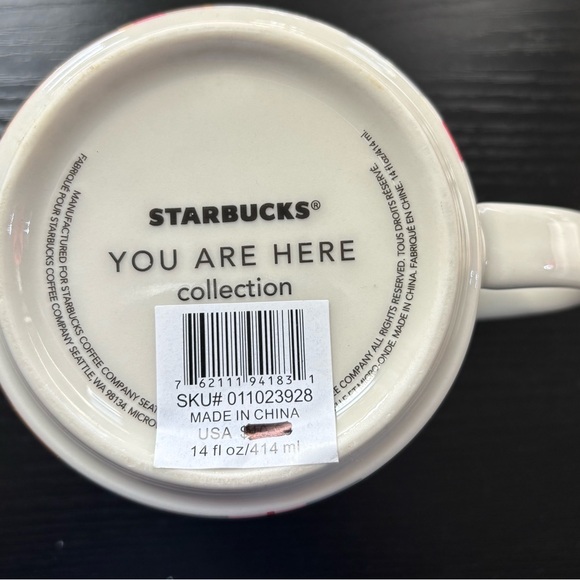 STARBUCKS®
YOU ARE HERE
collection
7 62111 94183 1
SKU# 011023928
MADE IN CHINA
USA $
14 fl oz/414 ml
MANUFACTURED FOR STARBUCKS COFFEE COMPANY SEATTLE, WA 98134. MICRO
FABRIQUÉ POUR STARBUCKS COFFEE COMPANY SEAT
COMPANY ALL RIGHTS RESERVED. TOUS DROITS RÉSERVÉ.
MICRO-ONDE. MADE IN CHINA. FABRIQUÉ EN CHINE. 14 fl oz/414 ml